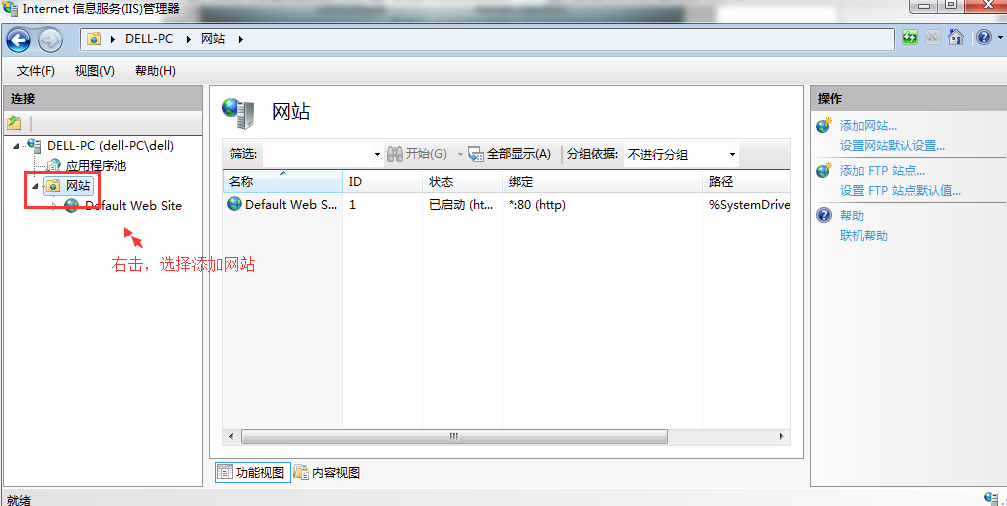 Internet 信息服务(IIS)管理器
DELL-PC 网站
文件(F) 视图(V) 帮助(H)
连接
DELL-PC (dell-PC\dell)
应用程序池
网站
Default Web Site
右击，选择添加网站
网站
筛选: 开始(G) 全部显示(A) 分组依据: 不进行分组
名称 ID 状态 绑定 路径
Default Web S... 1 已启动 (ht... *:80 (http) %SystemDrive
功能视图 内容视图
操作
添加网站...
设置网站默认设置...
添加 FTP 站点...
设置 FTP 站点默认值...
帮助
联机帮助
就绪